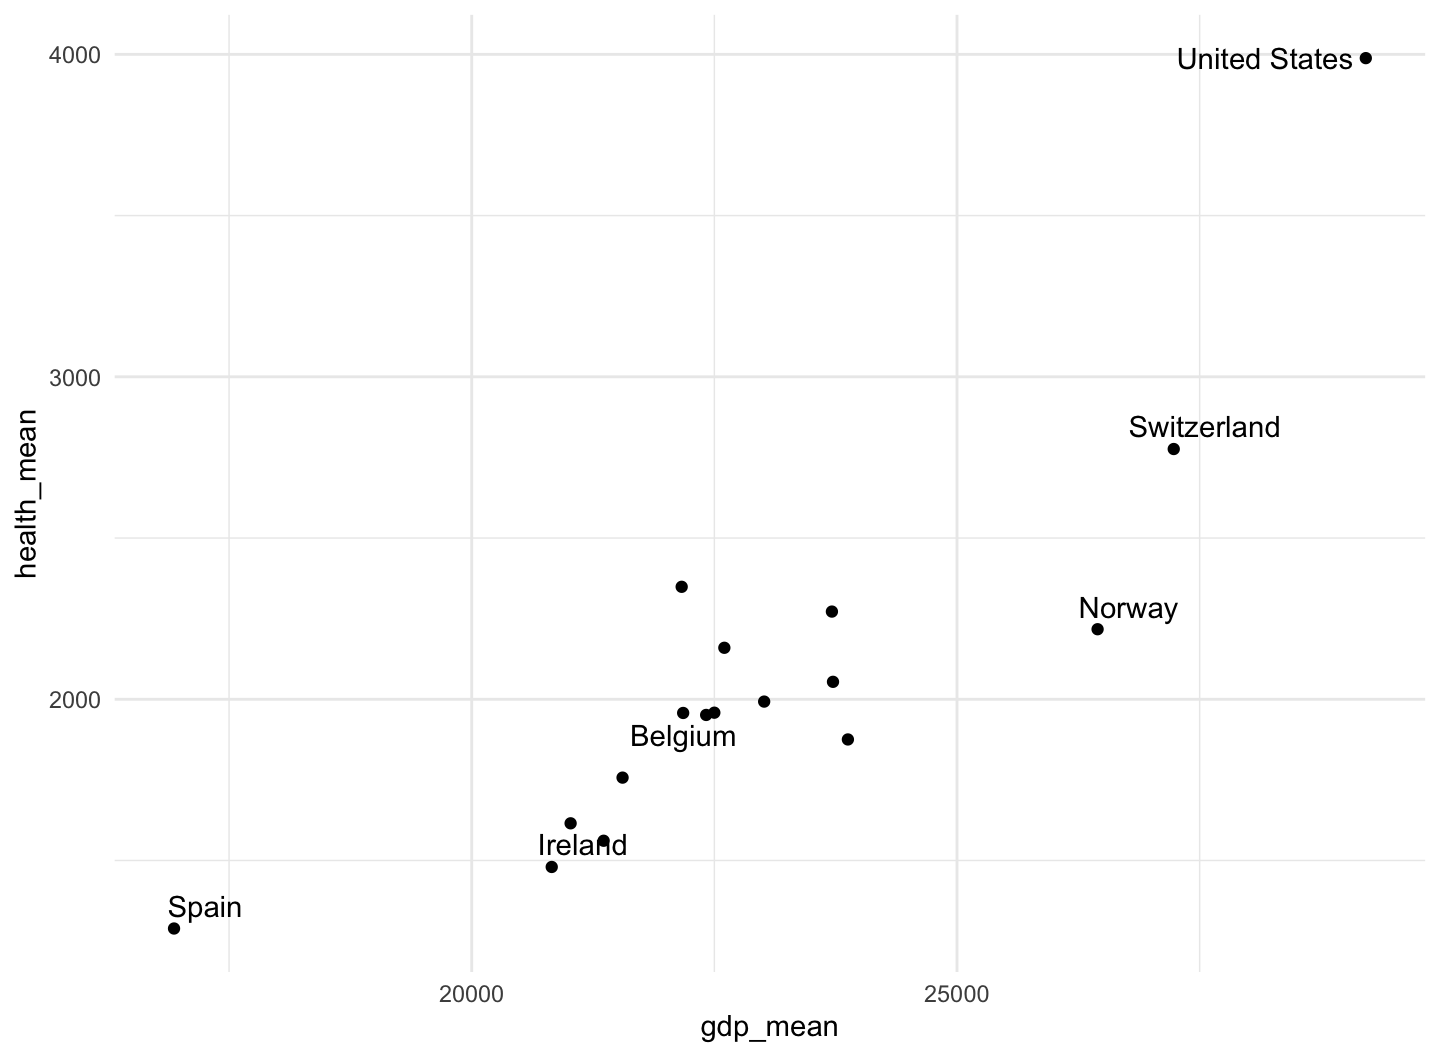 4000
United States
3000
Switzerland
Norway
2000
Belgium
Ireland
Spain
20000
25000
gdp_mean
health_mean